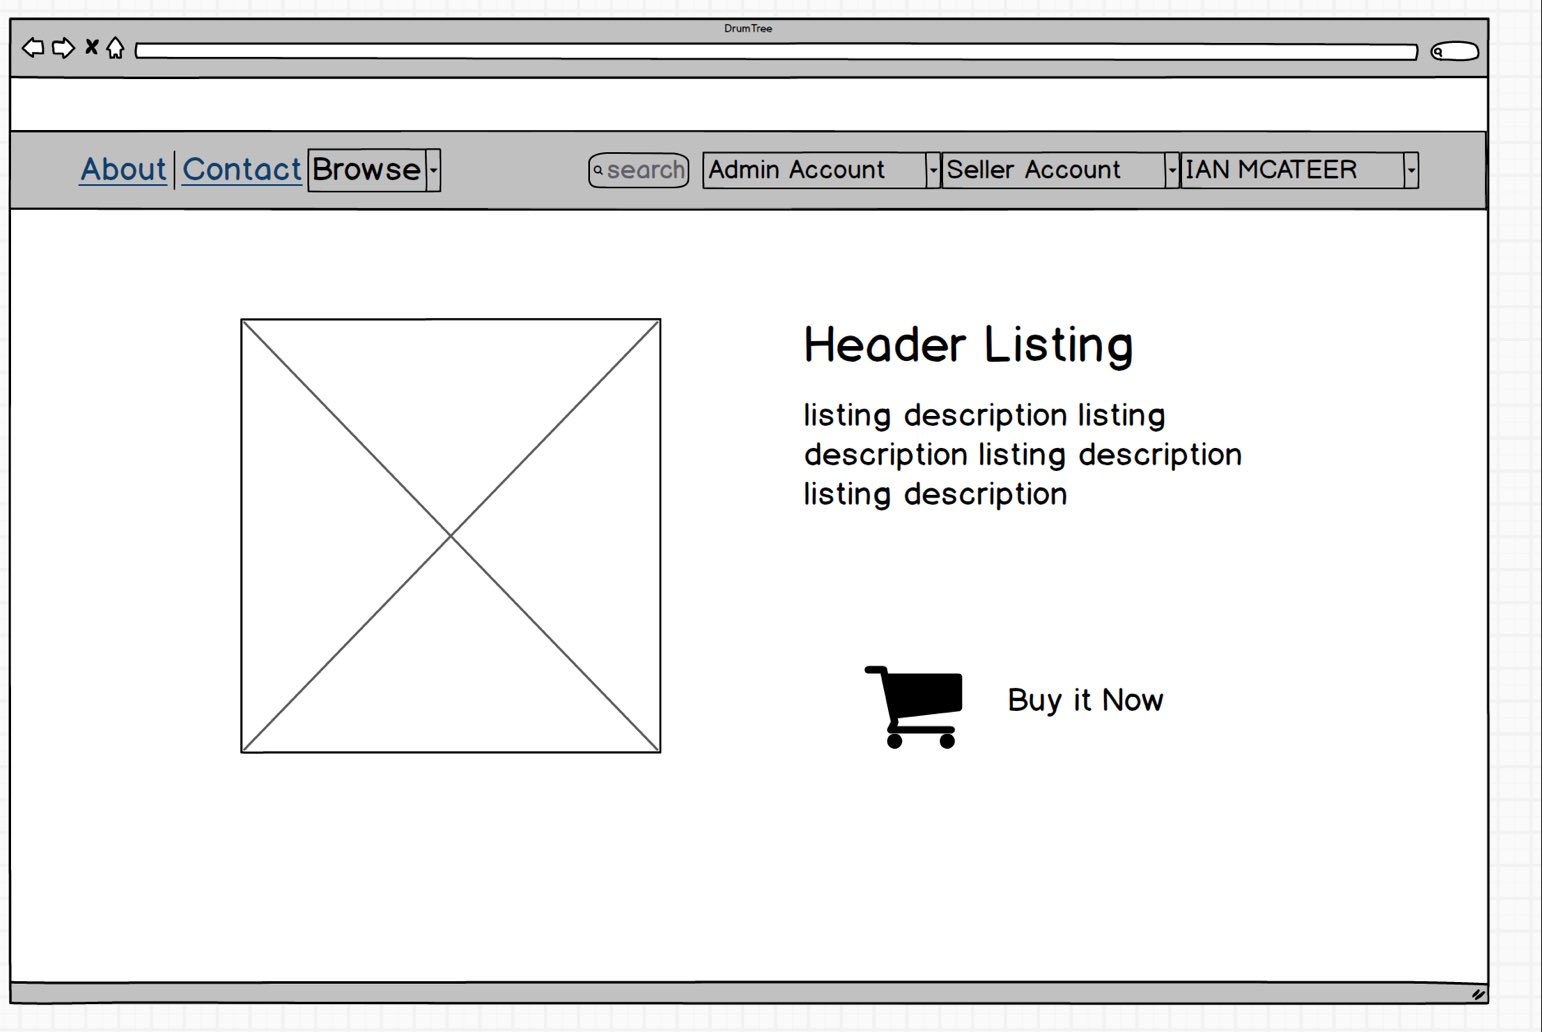 DrumTree
About Contact Browse search Admin Account Seller Account IAN MCATEER
Header Listing
listing description listing
description listing description
listing description
Buy it Now